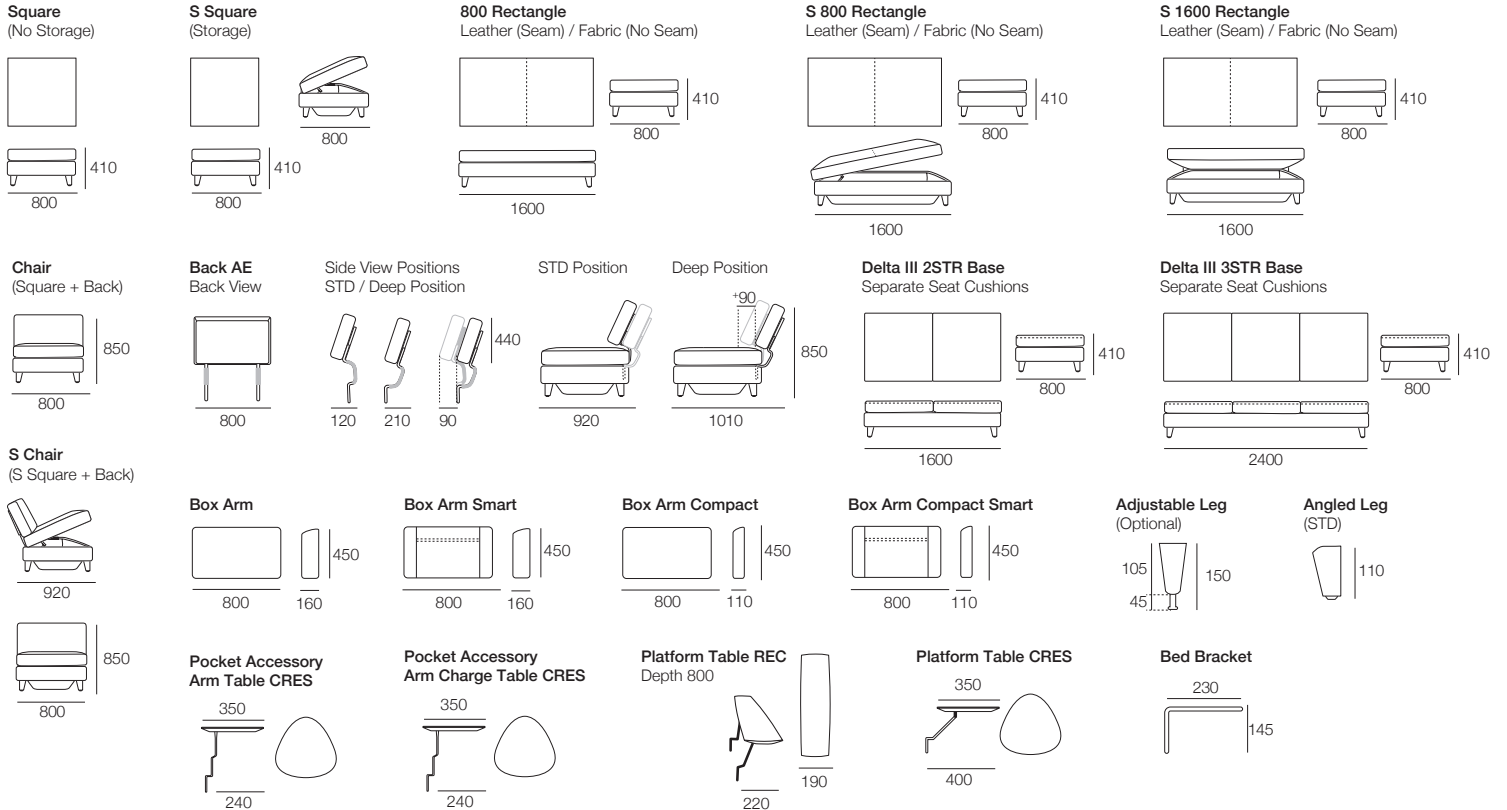 Square
(No Storage)
410
800
S Square
(Storage)
800
410
800
800 Rectangle
Leather (Seam) / Fabric (No Seam)
410
800
1600
S 800 Rectangle
Leather (Seam) / Fabric (No Seam)
410
800
1600
S 1600 Rectangle
Leather (Seam) / Fabric (No Seam)
410
800
1600
Chair
(Square + Back)
850
800
Back AE
Back View
800
Side View Positions
STD / Deep Position
440
120
210
90
STD Position
920
Deep Position
+90
850
1010
Delta III 2STR Base
Separate Seat Cushions
410
800
1600
Delta III 3STR Base
Separate Seat Cushions
410
800
2400
S Chair
(S Square + Back)
920
850
800
Box Arm
450
800
160
Box Arm Smart
450
800
160
Box Arm Compact
450
800
110
Box Arm Compact Smart
450
800
110
Adjustable Leg
(Optional)
105
150
45
Angled Leg
(STD)
110
Pocket Accessory
Arm Table CRES
350
240
Pocket Accessory
Arm Charge Table CRES
350
240
Platform Table REC
Depth 800
190
220
Platform Table CRES
350
400
Bed Bracket
230
145